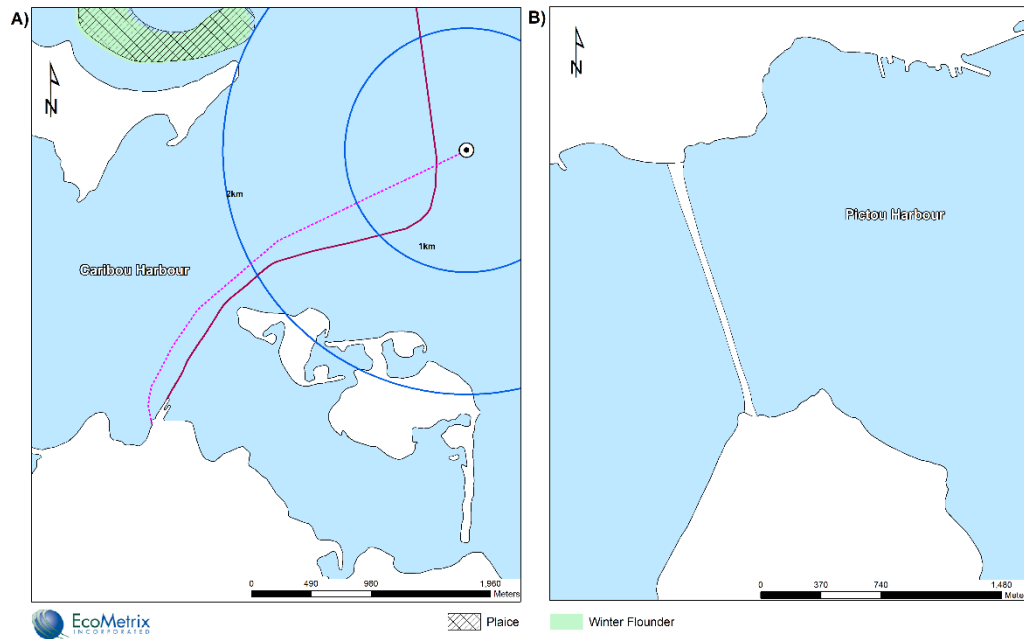 A)
N
2km
1km
Caribou Harbour
0 490 980 1,960
Meters
B)
N
Pictou Harbour
0 370 740 1,480
Mete
EcoMetrix
INCORPORATED
Plaice
Winter Flounder